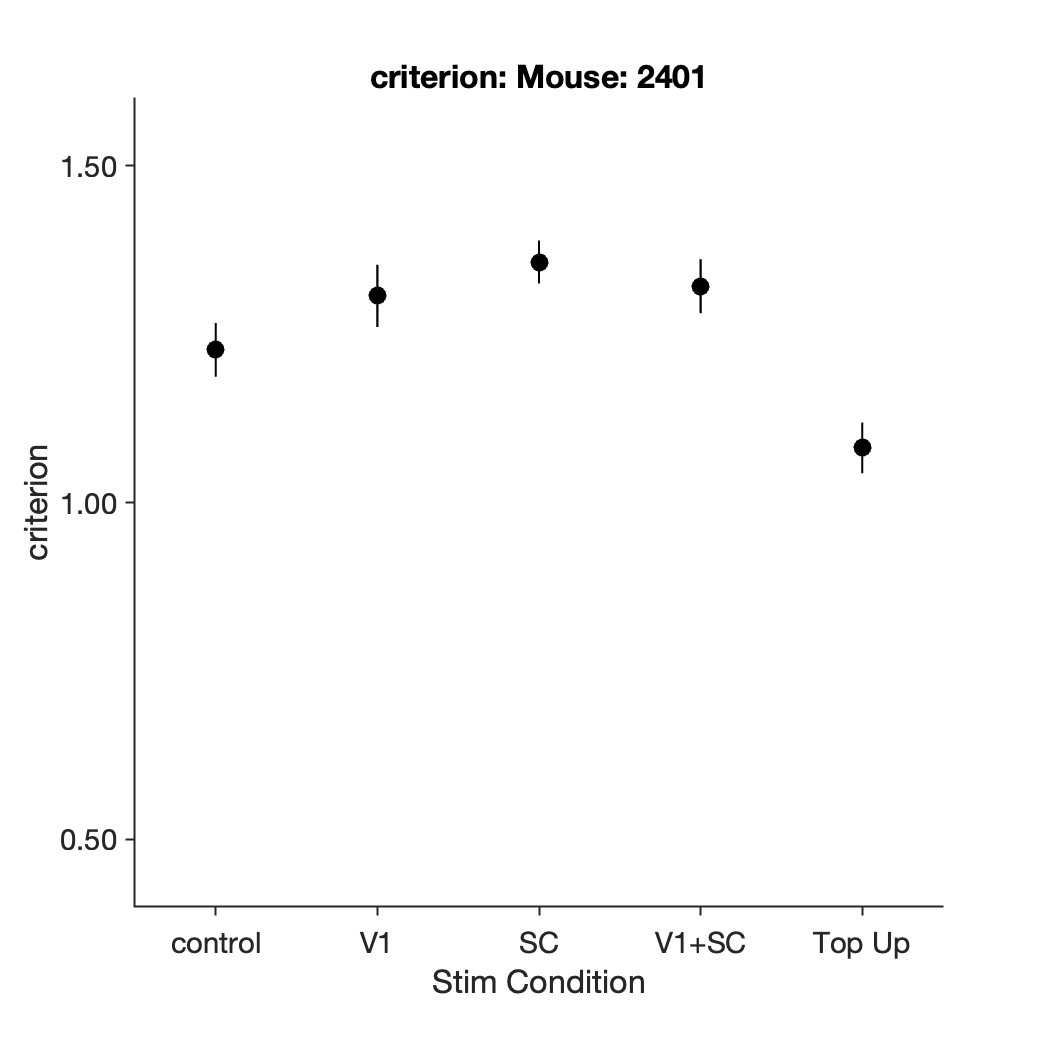 criterion: Mouse: 2401
1.50
1.00
0.50
criterion
control V1 SC V1+SC Top Up
Stim Condition